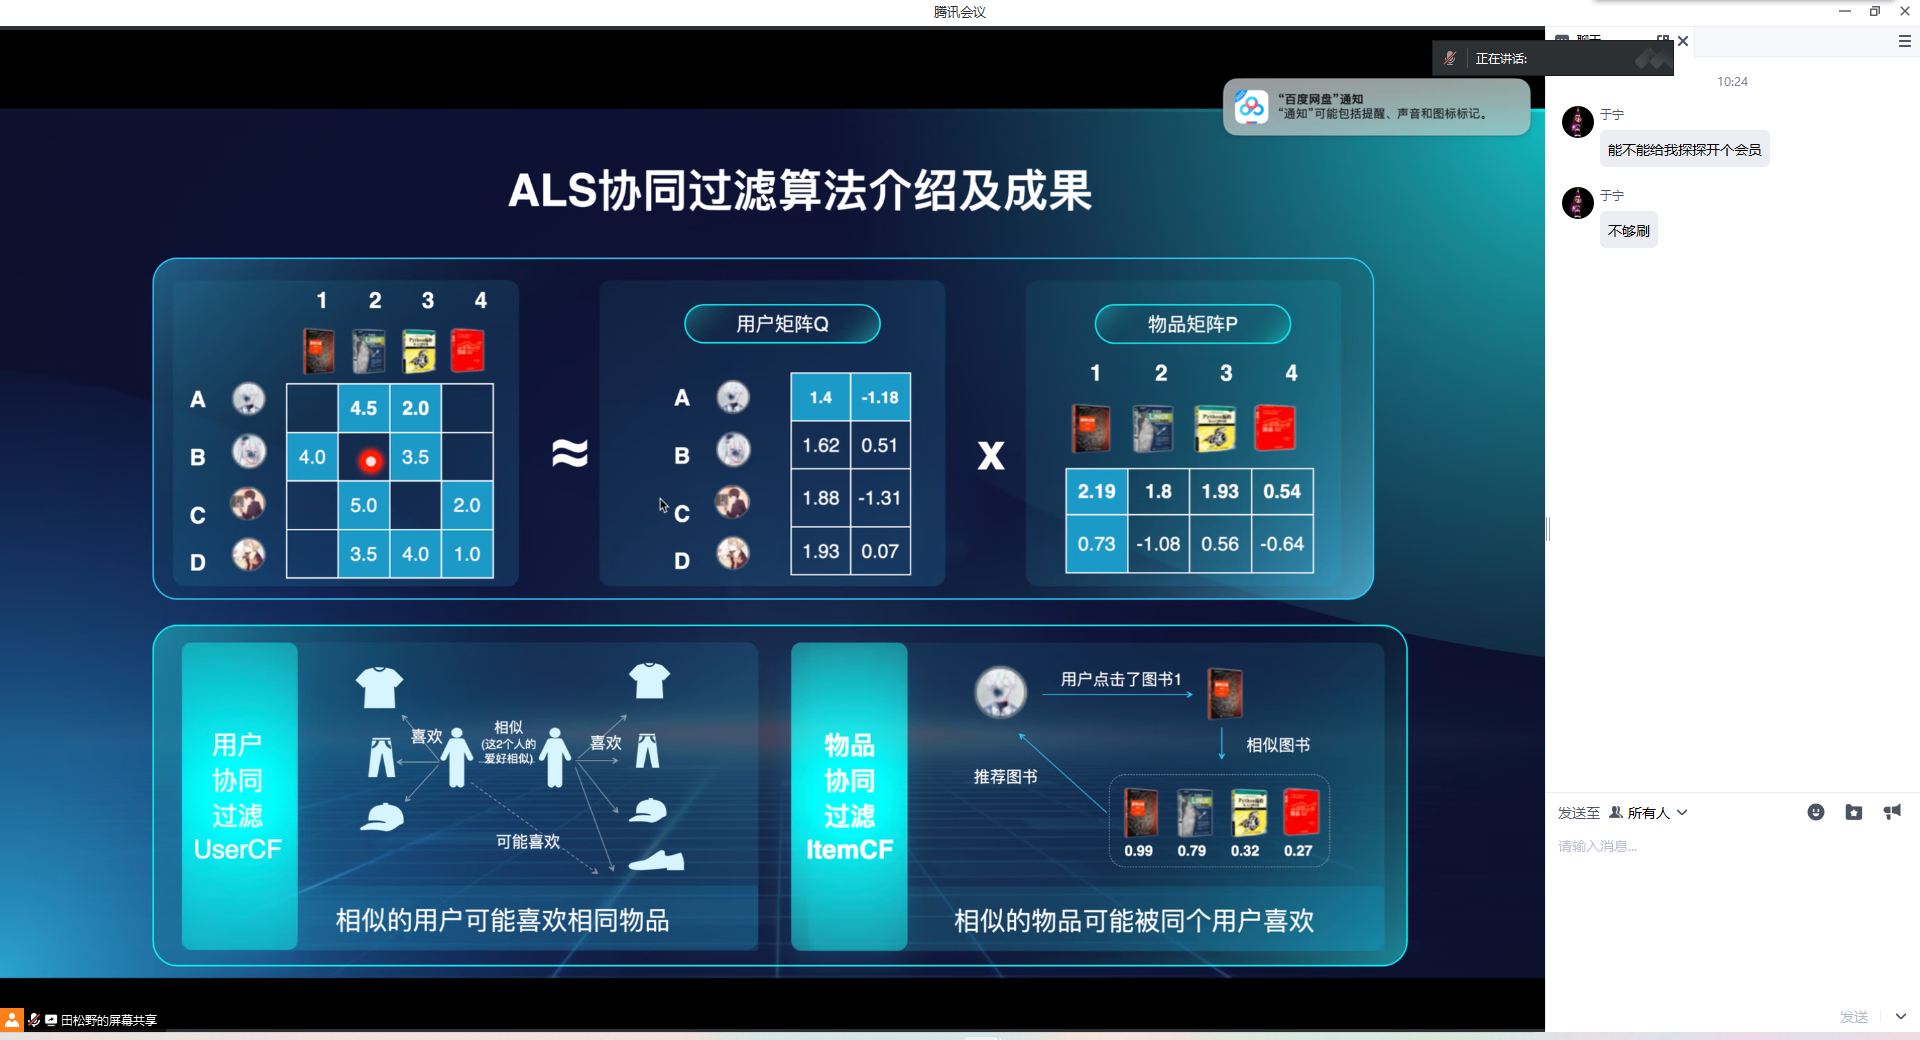 腾讯会议
正在讲话:
“百度网盘”通知
“通知”可能包括提醒、声音和图标标记。
ALS协同过滤算法介绍及成果
1 2 3 4
A 4.5 2.0
B 4.0 3.5
C 5.0 2.0
D 3.5 4.0 1.0
≈
用户矩阵Q
A 1.4 -1.18
B 1.62 0.51
C 1.88 -1.31
D 1.93 0.07
x
物品矩阵P
1 2 3 4
2.19 1.8 1.93 0.54
0.73 -1.08 0.56 -0.64
用户
协同
过滤
UserCF
喜欢
相似
(这2个人的
爱好相似)
喜欢
可能喜欢
相似的用户可能喜欢相同物品
物品
协同
过滤
ItemCF
用户点击了图书1
相似图书
推荐图书
0.99 0.79 0.32 0.27
相似的物品可能被同个用户喜欢
田松野的屏幕共享
10:24
于宁
能不能给我探探开个会员
于宁
不够刷
发送至 所有人
请输入消息...
发送